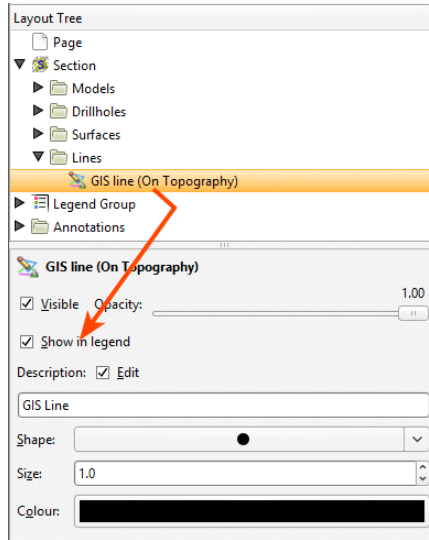 Layout Tree
Page
Section
Models
Drillholes
Surfaces
Lines
GIS line (On Topography)
Legend Group
Annotations
GIS line (On Topography)
Visible Opacity: 1.00
Show in legend
Description: Edit
GIS Line
Shape:
Size: 1.0
Colour: